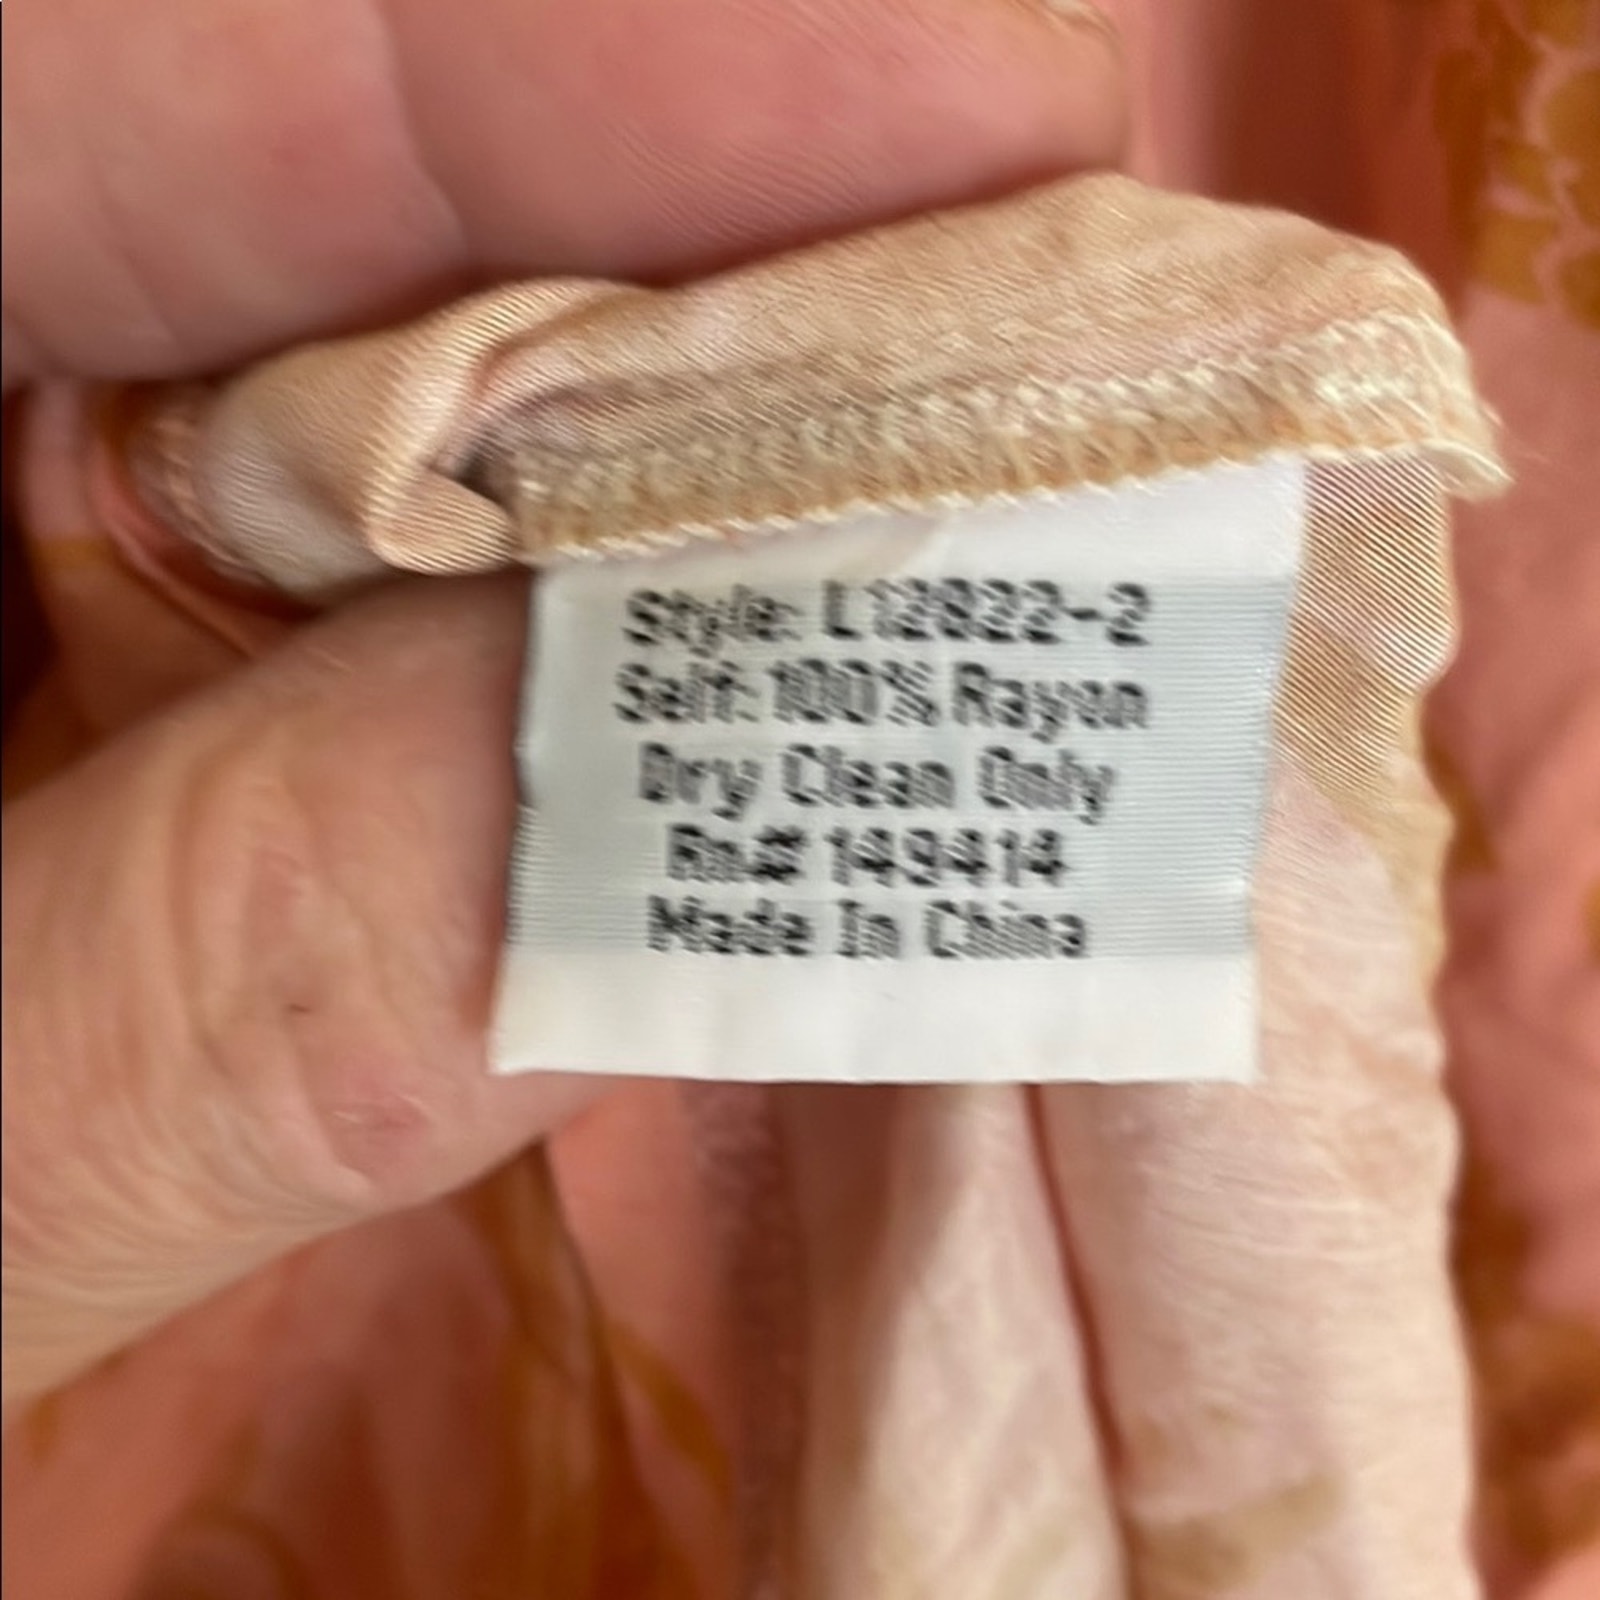 Style: L12822-2
Self: 100% Rayon
Dry Clean Only
Rn# 149414
Made In China